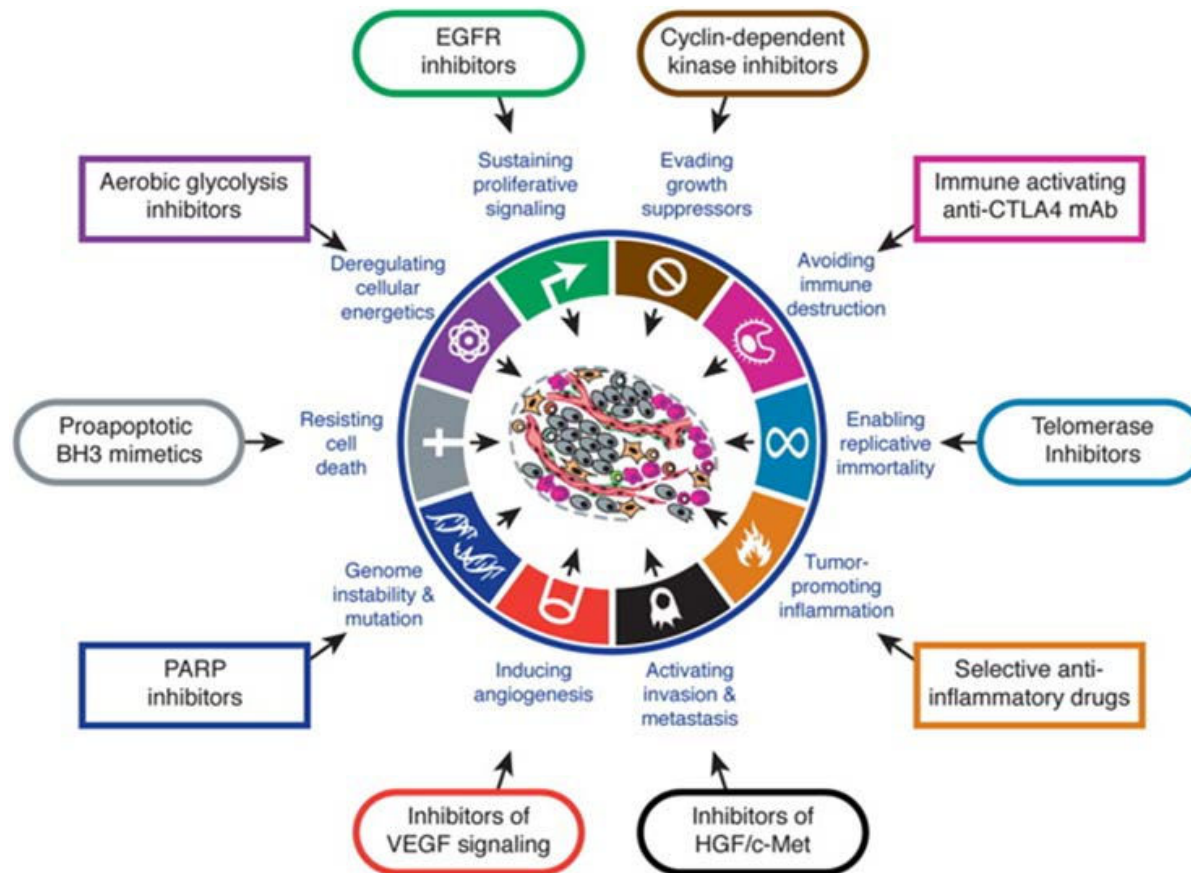 EGFR
inhibitors
Cyclin-dependent
kinase inhibitors
Sustaining
proliferative
signaling
Evading
growth
suppressors
Aerobic glycolysis
inhibitors
Immune activating
anti-CTLA4 mAb
Deregulating
cellular
energetics
Avoiding
immune
destruction
Proapoptotic
BH3 mimetics
Resisting
cell
death
Enabling
replicative
immortality
Telomerase
Inhibitors
Genome
instability &
mutation
Tumor-
promoting
inflammation
PARP
inhibitors
Inducing
angiogenesis
Activating
invasion &
metastasis
Selective anti-
inflammatory drugs
Inhibitors of
VEGF signaling
Inhibitors of
HGF/c-Met